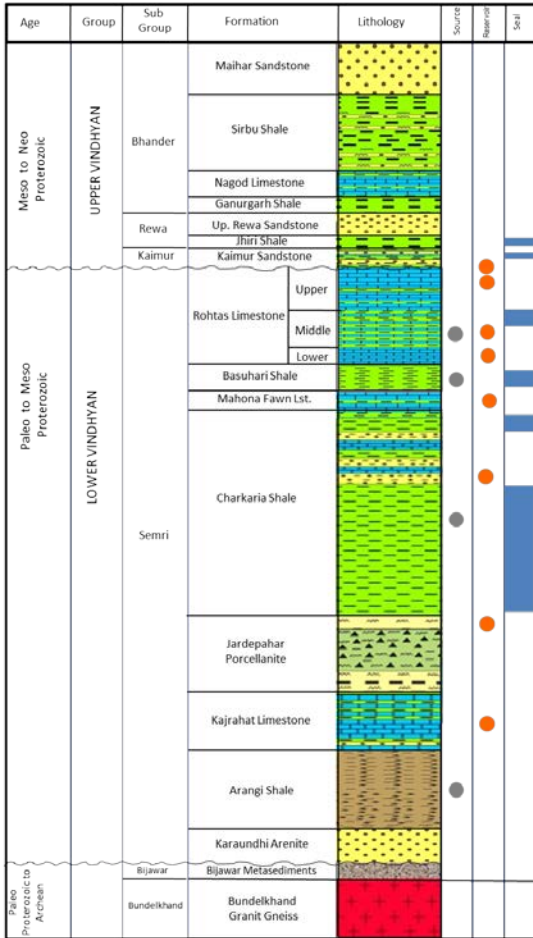 Age
Group
Sub
Group
Formation
Lithology
Source
Reservoir
Seal
Meso to Neo
Proterozoic
UPPER VINDHYAN
Bhander
Maihar Sandstone
Sirbu Shale
Nagod Limestone
Ganurgarh Shale
Rewa
Up. Rewa Sandstone
Jhiri Shale
Kaimur
Kaimur Sandstone
Paleo to Meso
Proterozoic
LOWER VINDHYAN
Semri
Rohtas Limestone
Upper
Middle
Lower
Basuhari Shale
Mahona Fawn Lst.
Charkaria Shale
Jardepahar
Porcellanite
Kajrahat Limestone
Arangi Shale
Karaundhi Arenite
Paleo
Proterozoic to
Archean
Bijawar
Bijawar Metasediments
Bundelkhand
Bundelkhand
Granit Gneiss